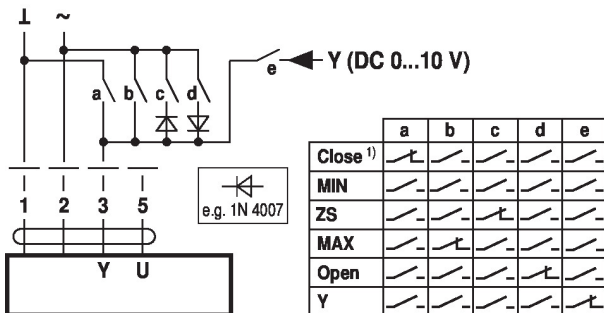 ⊥ ~
a b c d e
Y (DC 0...10 V)
1 2 3 5
e.g. 1N 4007
Y U
a b c d e
Close 1)
MIN
ZS
MAX
Open
Y